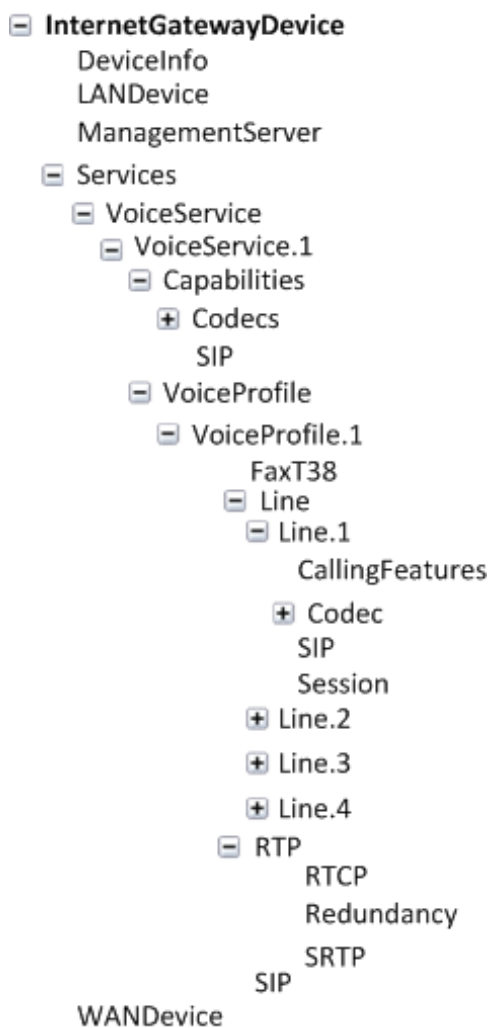 InternetGatewayDevice
DeviceInfo
LANDevice
ManagementServer
Services
VoiceService
VoiceService.1
Capabilities
Codecs
SIP
VoiceProfile
VoiceProfile.1
FaxT38
Line
Line.1
CallingFeatures
Codec
SIP
Session
Line.2
Line.3
Line.4
RTP
RTCP
Redundancy
SRTP
SIP
WANDevice